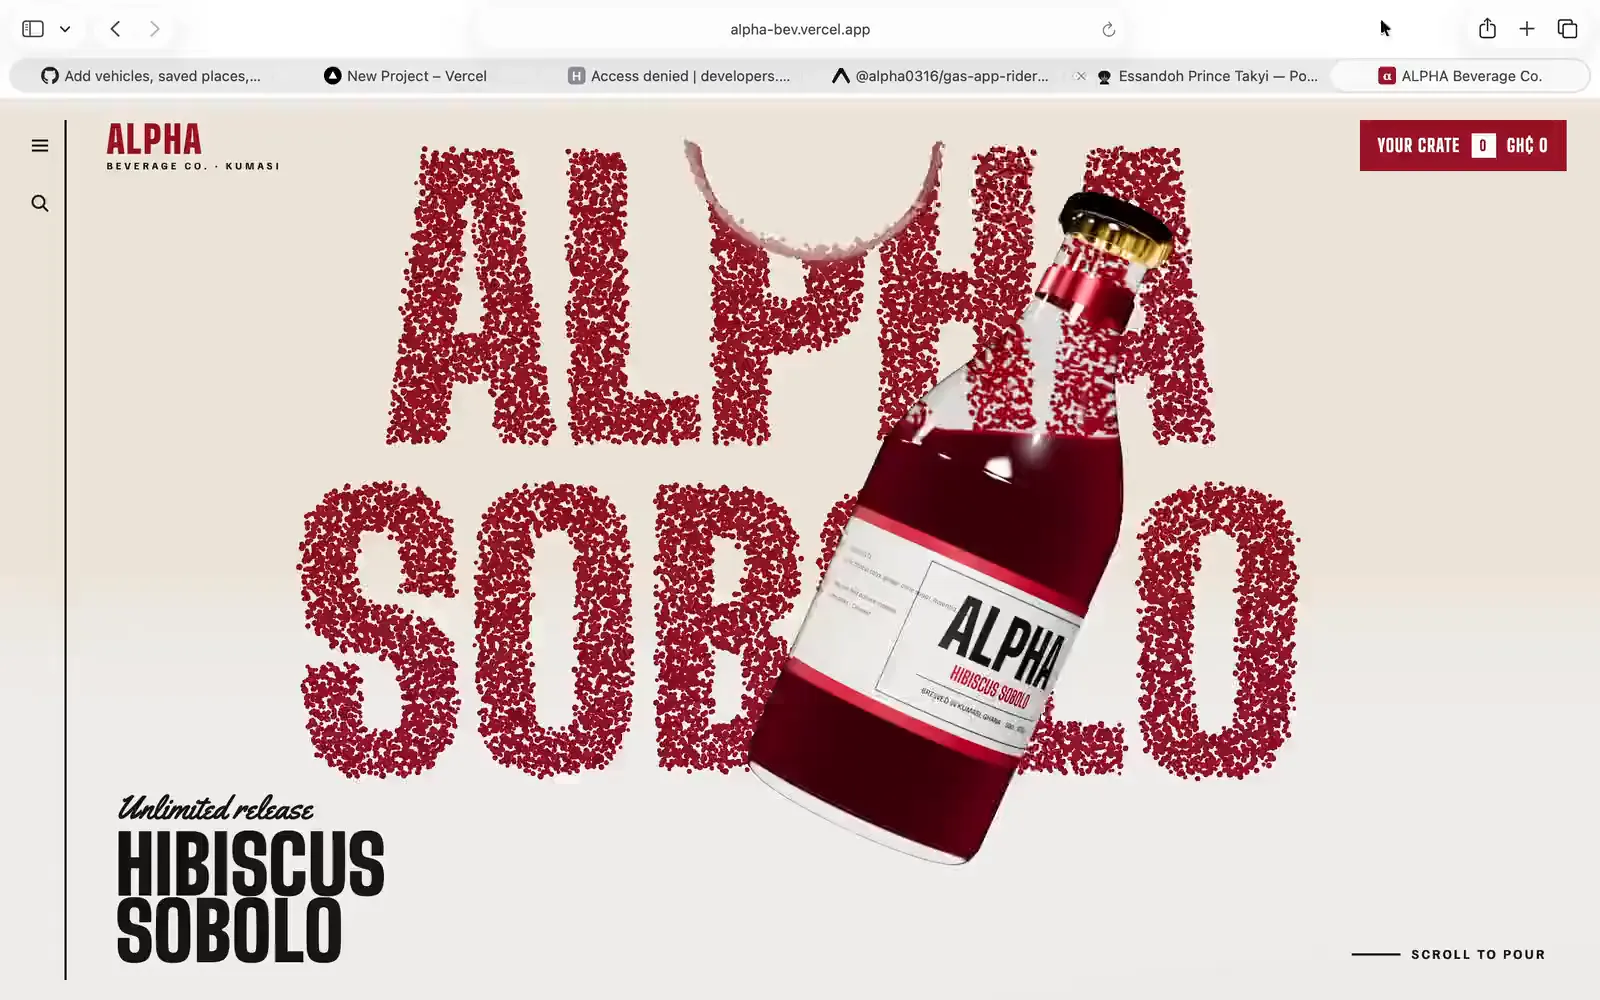 alpha-bev.vercel.app
Add vehicles, saved places,...
New Project – Vercel
Access denied | developers....
@alpha0316/gas-app-rider...
Essandoh Prince Takyi — Po...
ALPHA Beverage Co.
ALPHA
BEVERAGE CO. · KUMASI
YOUR CRATE 0 GH₵ 0
ALPHA
SOBOLO
ALPHA
HIBISCUS SOBOLO
BREWED IN KUMASI, GHANA
Unlimited release
HIBISCUS
SOBOLO
SCROLL TO POUR